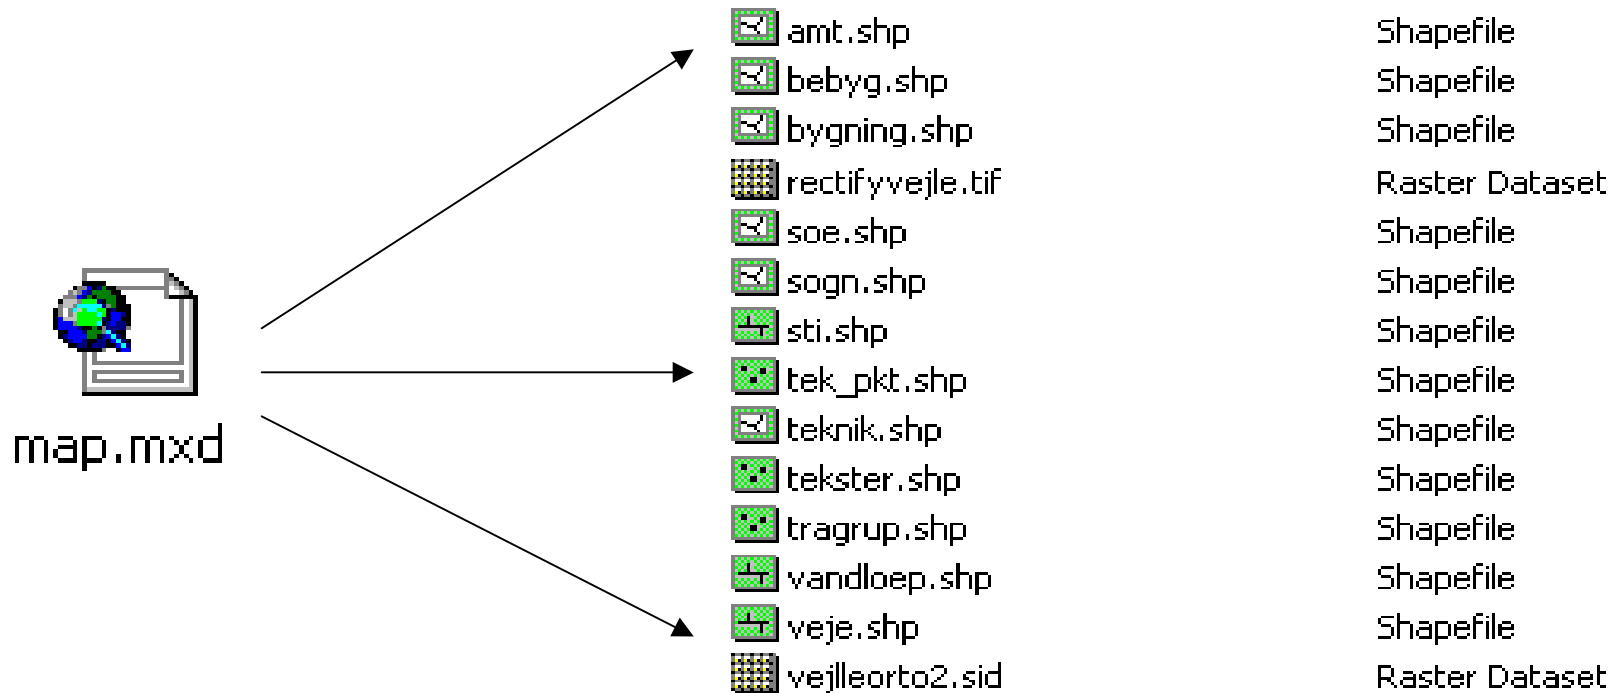 amt.shp Shapefile
bebyg.shp Shapefile
bygning.shp Shapefile
rectifyvejle.tif Raster Dataset
soe.shp Shapefile
sogn.shp Shapefile
sti.shp Shapefile
tek_pkt.shp Shapefile
map.mxd
teknik.shp Shapefile
tekster.shp Shapefile
tragrup.shp Shapefile
vandloep.shp Shapefile
veje.shp Shapefile
vejlleorto2.sid Raster Dataset